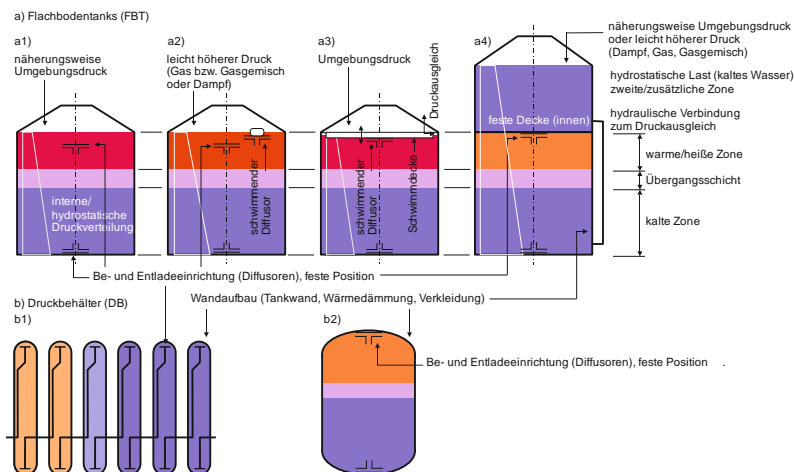 a) Flachbodentanks (FBT)
a1)
näherungsweise
Umgebungsdruck
a2)
leicht höherer Druck
(Gas bzw. Gasgemisch
oder Dampf)
a3)
Umgebungsdruck
Druckausgleich
a4)
näherungsweise Umgebungsdruck
oder leicht höherer Druck
(Dampf, Gas, Gasgemisch)
hydrostatische Last (kaltes Wasser)
zweite/zusätzliche Zone
feste Decke (innen)
hydraulische Verbindung
zum Druckausgleich
warme/heiße Zone
Übergangsschicht
kalte Zone
interne/
hydrostatische
Druckverteilung
schwimmender
Diffusor
schwimmender
Diffusor
Schwimmdecke
Be- und Entladeeinrichtung (Diffusoren), feste Position
Wandaufbau (Tankwand, Wärmedämmung, Verkleidung)
b) Druckbehälter (DB)
b1)
b2)
Be- und Entladeeinrichtung (Diffusoren), feste Position .